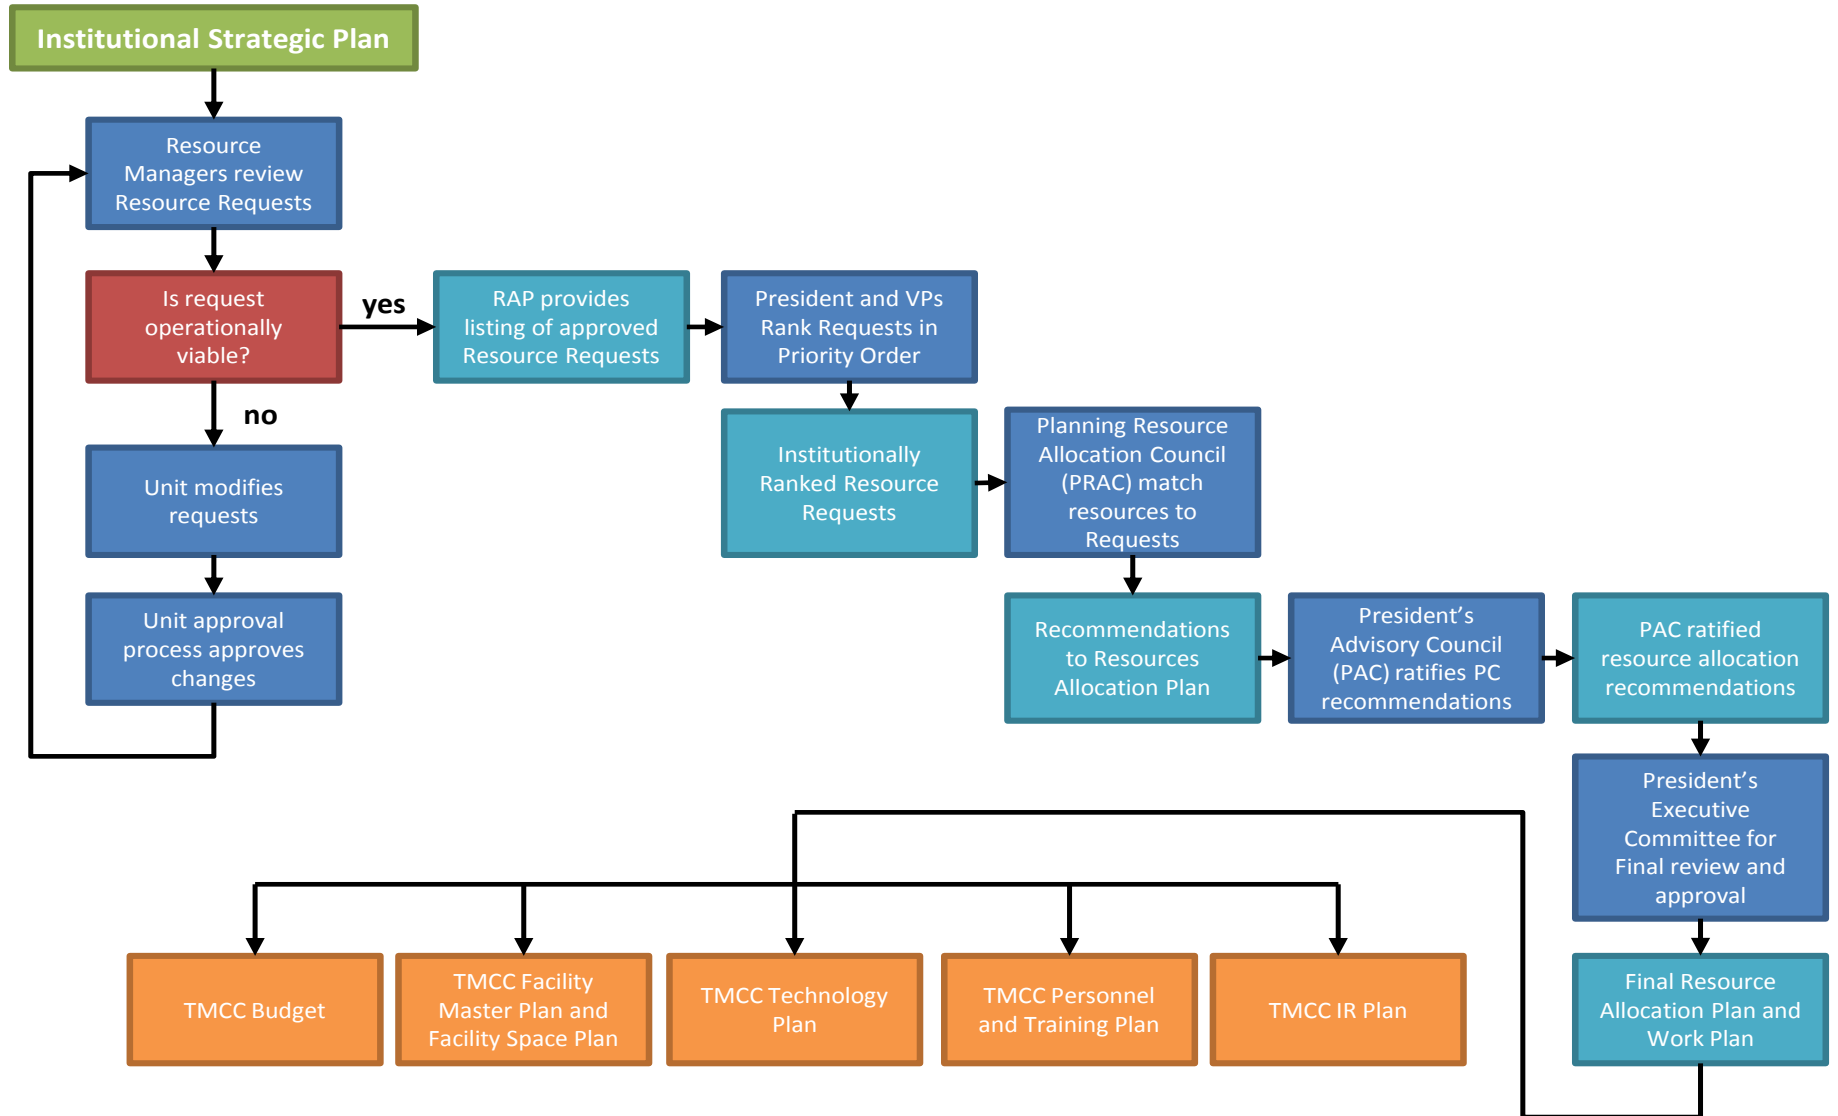 Institutional Strategic Plan
Resource
Managers review
Resource Requests
Is request
operationally
viable?
yes
no
RAP provides
listing of approved
Resource Requests
President and VPs
Rank Requests in
Priority Order
Unit modifies
requests
Unit approval
process approves
changes
Institutionally
Ranked Resource
Requests
Planning Resource
Allocation Council
(PRAC) match
resources to
Requests
Recommendations
to Resources
Allocation Plan
President’s
Advisory Council
(PAC) ratifies PC
recommendations
PAC ratified
resource allocation
recommendations
President’s
Executive
Committee for
Final review and
approval
Final Resource
Allocation Plan and
Work Plan
TMCC Budget
TMCC Facility
Master Plan and
Facility Space Plan
TMCC Technology
Plan
TMCC Personnel
and Training Plan
TMCC IR Plan